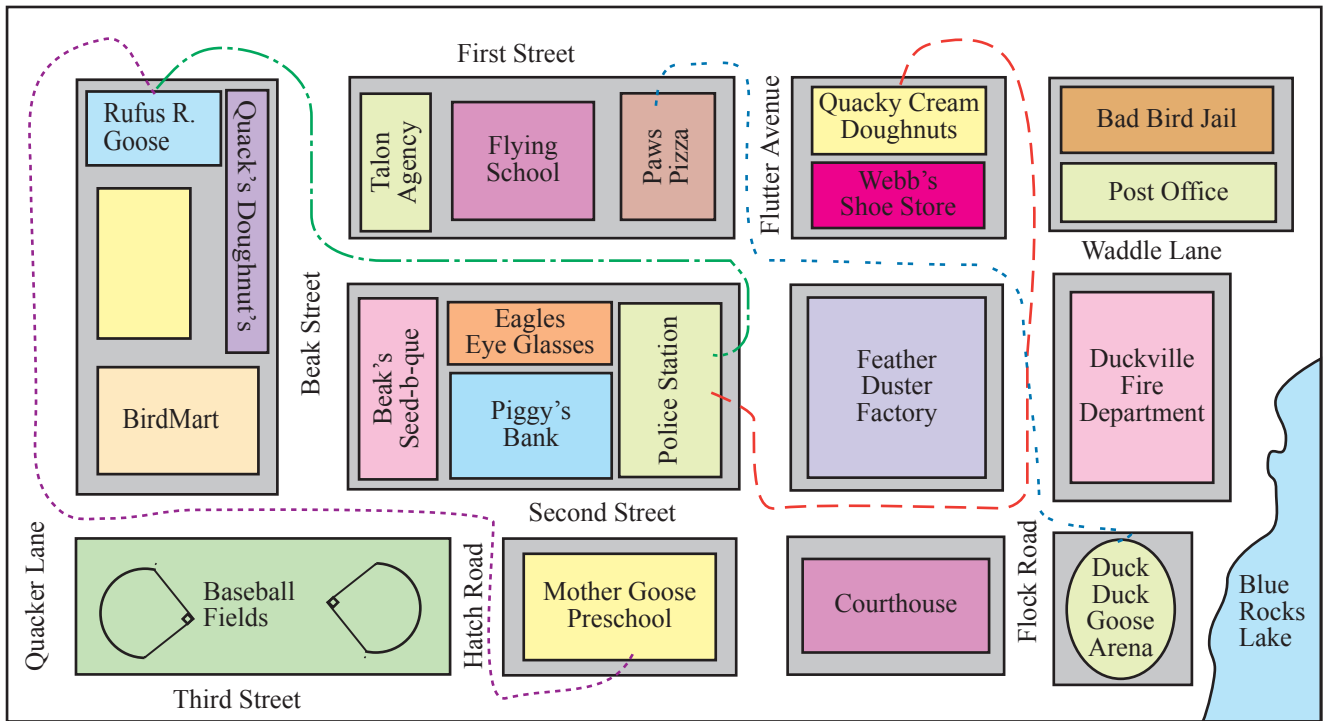 First Street
Rufus R.
Goose
Quack's Doughnut's
Talon
Agency
Flying
School
Paws
Pizza
Flutter Avenue
Quacky Cream
Doughnuts
Webb's
Shoe Store
Bad Bird Jail
Post Office
Waddle Lane
BirdMart
Beak Street
Beak's
Seed-b-que
Eagles
Eye Glasses
Piggy's
Bank
Police Station
Feather
Duster
Factory
Duckville
Fire
Department
Second Street
Quacker Lane
Baseball
Fields
Hatch Road
Mother Goose
Preschool
Courthouse
Flock Road
Duck
Duck
Goose
Arena
Blue
Rocks
Lake
Third Street